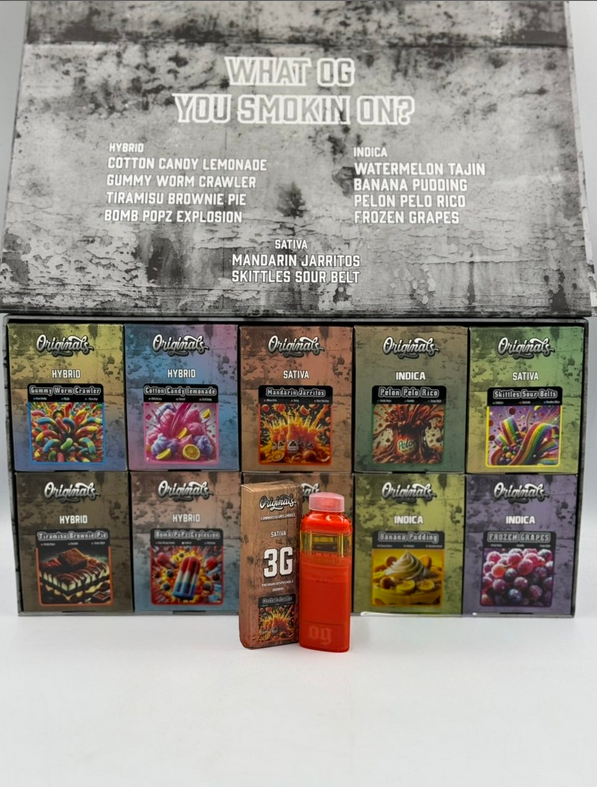 WHAT OG
YOU SMOKIN ON?
HYBRID
COTTON CANDY LEMONADE
GUMMY WORM CRAWLER
TIRAMISU BROWNIE PIE
BOMB POPZ EXPLOSION
INDICA
WATERMELON TAJIN
BANANA PUDDING
PELON PELO RICO
FROZEN GRAPES
SATIVA
MANDARIN JARRITOS
SKITTLES SOUR BELT
Originals
HYBRID
Gummy Worm Crawler
Originals
HYBRID
Cotton Candy lemonade
Originals
SATIVA
Mandarin Jarritos
Originals
INDICA
Pelon Pelo Rico
Originals
SATIVA
Skittles Sour Belts
Originals
HYBRID
Tiramisu Brownie Pie
Originals
HYBRID
Bomb Popz Explosion
Originals
SATIVA
3G
og
Originals
INDICA
Banana Pudding
Originals
INDICA
FROZEN GRAPES